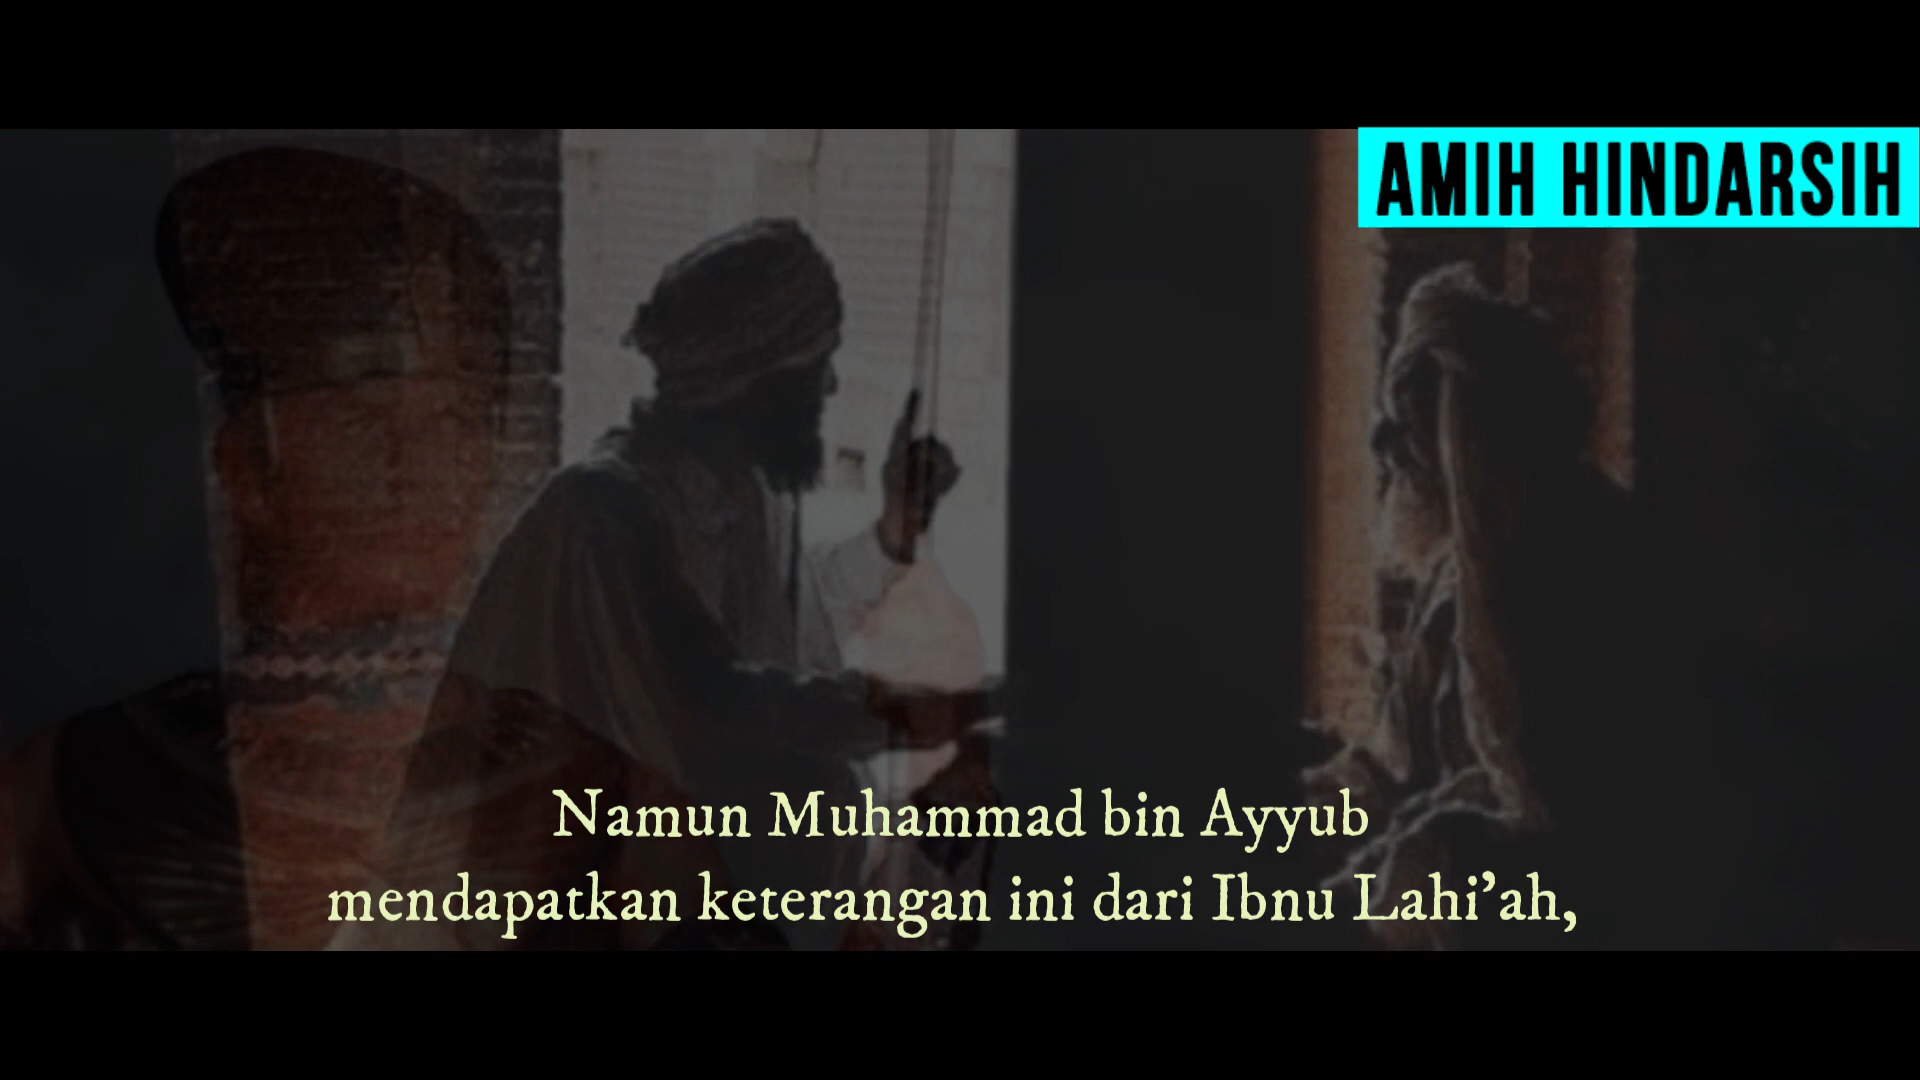 AMIH HINDARSIH
Namun Muhammad bin Ayyub
mendapatkan keterangan ini dari Ibnu Lahi’ah,